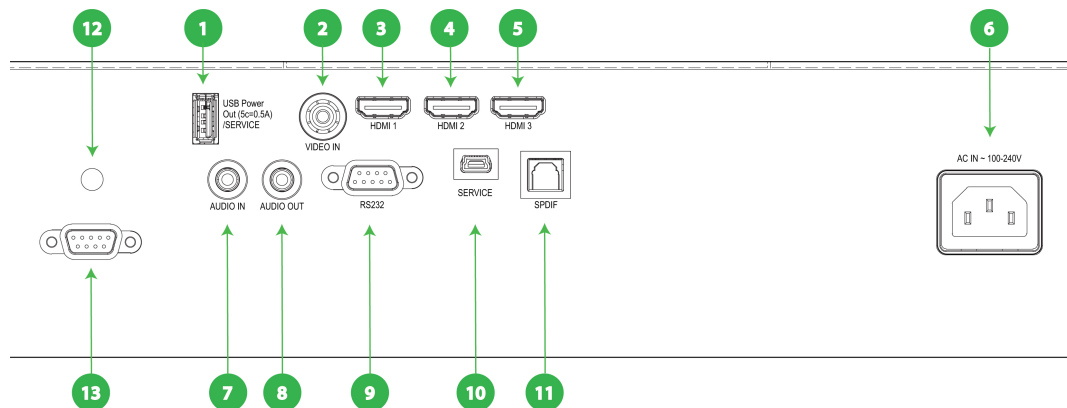 12
1
2
3
4
5
6
USB Power
Out (5c=0.5A)
/SERVICE
VIDEO IN
HDMI 1
HDMI 2
HDMI 3
AC IN ~ 100-240V
AUDIO IN
AUDIO OUT
RS232
SERVICE
SPDIF
13
7
8
9
10
11